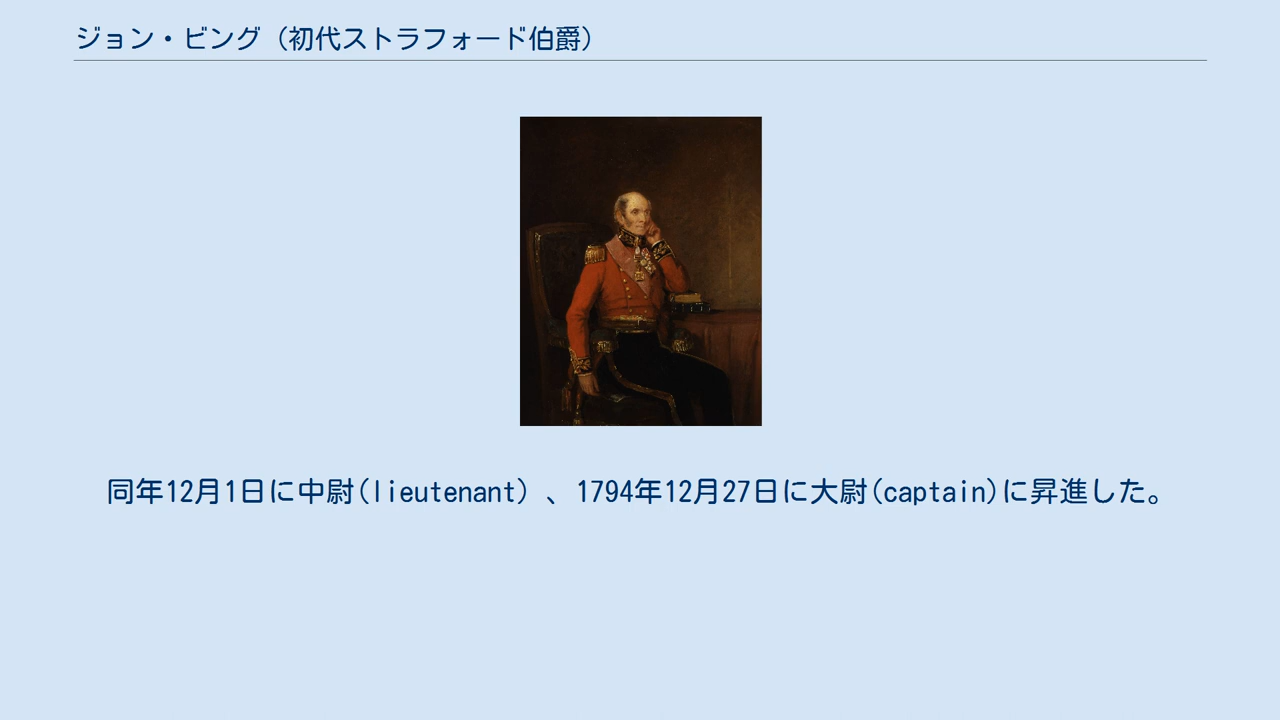 ジョン・ビング（初代ストラフォード伯爵）
同年12月1日に中尉(lieutenant) 、1794年12月27日に大尉(captain)に昇進した。